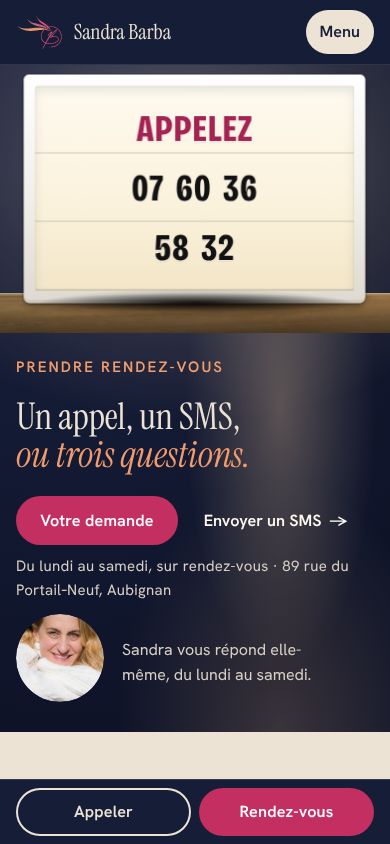 Sandra Barba
Menu
APPELEZ
07 60 36
58 32
PRENDRE RENDEZ-VOUS
Un appel, un SMS,
ou trois questions.
Votre demande
Envoyer un SMS →
Du lundi au samedi, sur rendez-vous · 89 rue du
Portail-Neuf, Aubignan
Sandra vous répond elle-
même, du lundi au samedi.
Appeler
Rendez-vous